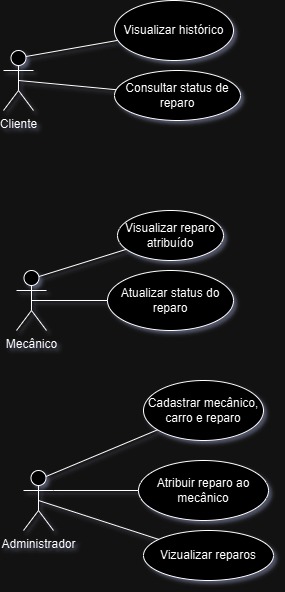 Visualizar histórico
Consultar status de
reparo
Cliente
Visualizar reparo
atribuído
Atualizar status do
reparo
Mecânico
Cadastrar mecânico,
carro e reparo
Atribuir reparo ao
mecânico
Administrador
Vizualizar reparos